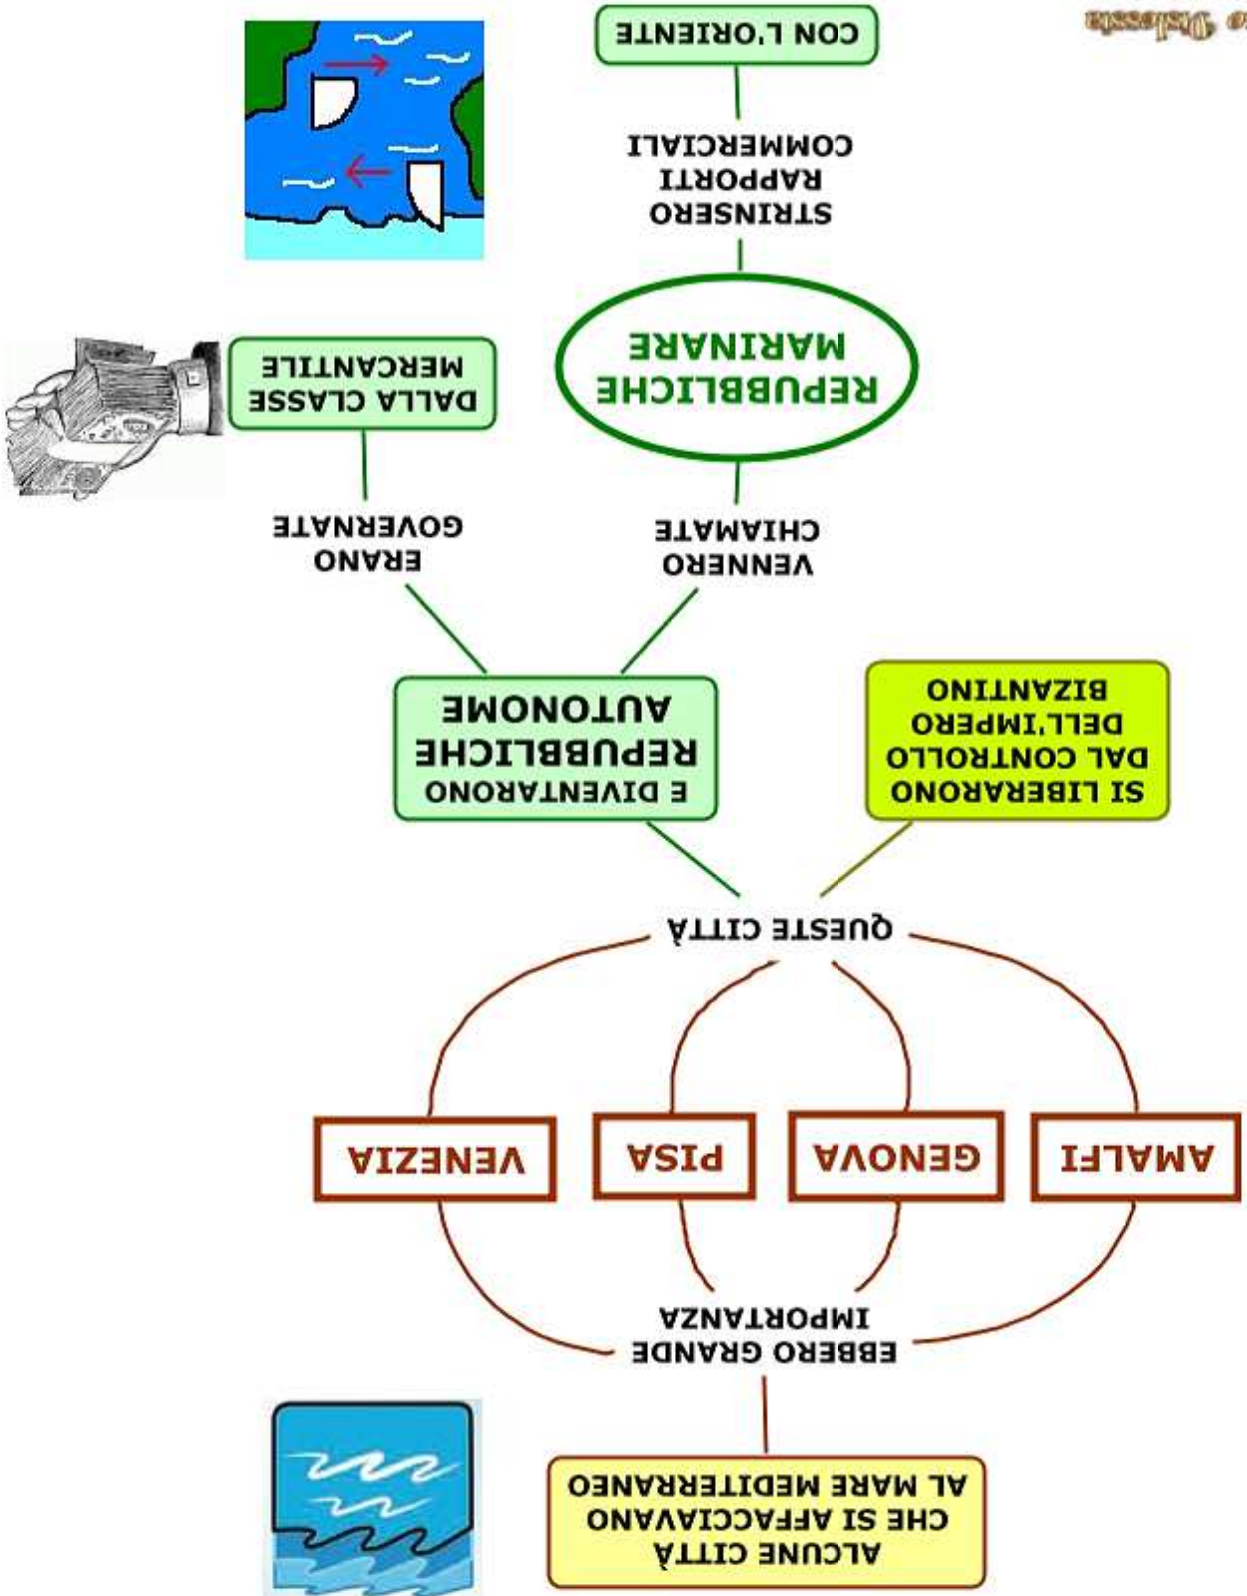 ALCUNE CITTÀ
CHE SI AFFACCIAVANO
AL MARE MEDITERRANEO
EBBERO GRANDE
IMPORTANZA
AMALFI
GENOVA
PISA
VENEZIA
QUESTE CITTÀ
SI LIBERARONO
DAL CONTROLLO
DELL'IMPERO
BIZANTINO
E DIVENTARONO
REPUBBLICHE
AUTONOME
VENNERO
CHIAMATE
ERANO
GOVERNATE
REPUBBLICHE
MARINARE
DALLA CLASSE
MERCANTILE
STRINSERO
RAPPORTI
COMMERCIALI
CON L'ORIENTE
Dislessia